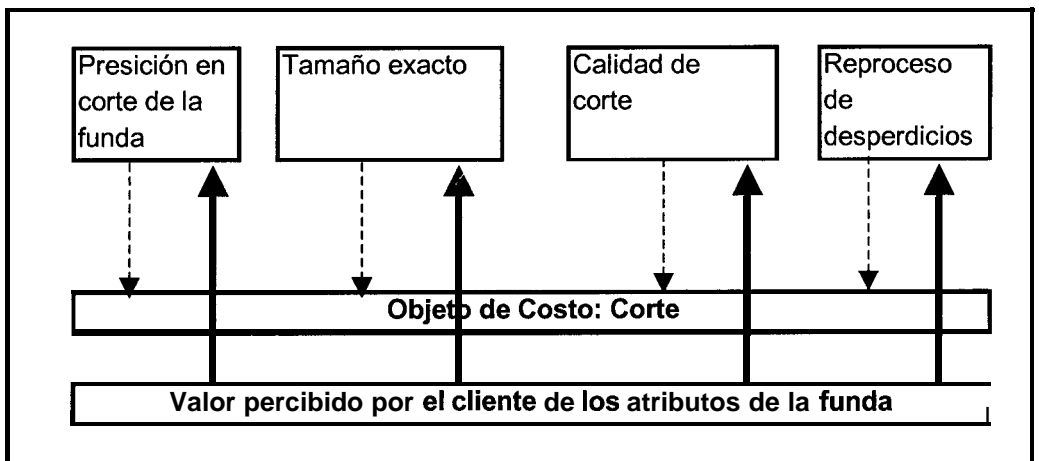 Presición en
corte de la
funda
Tamaño exacto
Calidad de
corte
Reproceso
de
desperdicios
Objeto de Costo: Corte
Valor percibido por el cliente de los atributos de la funda